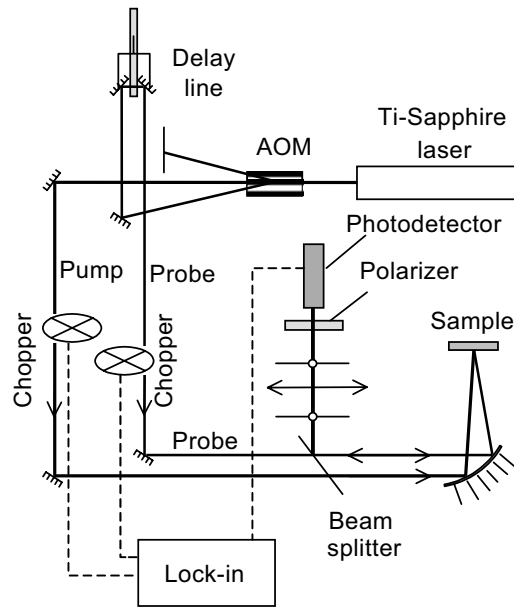 Delay
line
Ti-Sapphire
laser
AOM
Photodetector
Pump
Probe
Polarizer
Sample
Chopper
Chopper
Probe
Beam
splitter
Lock-in